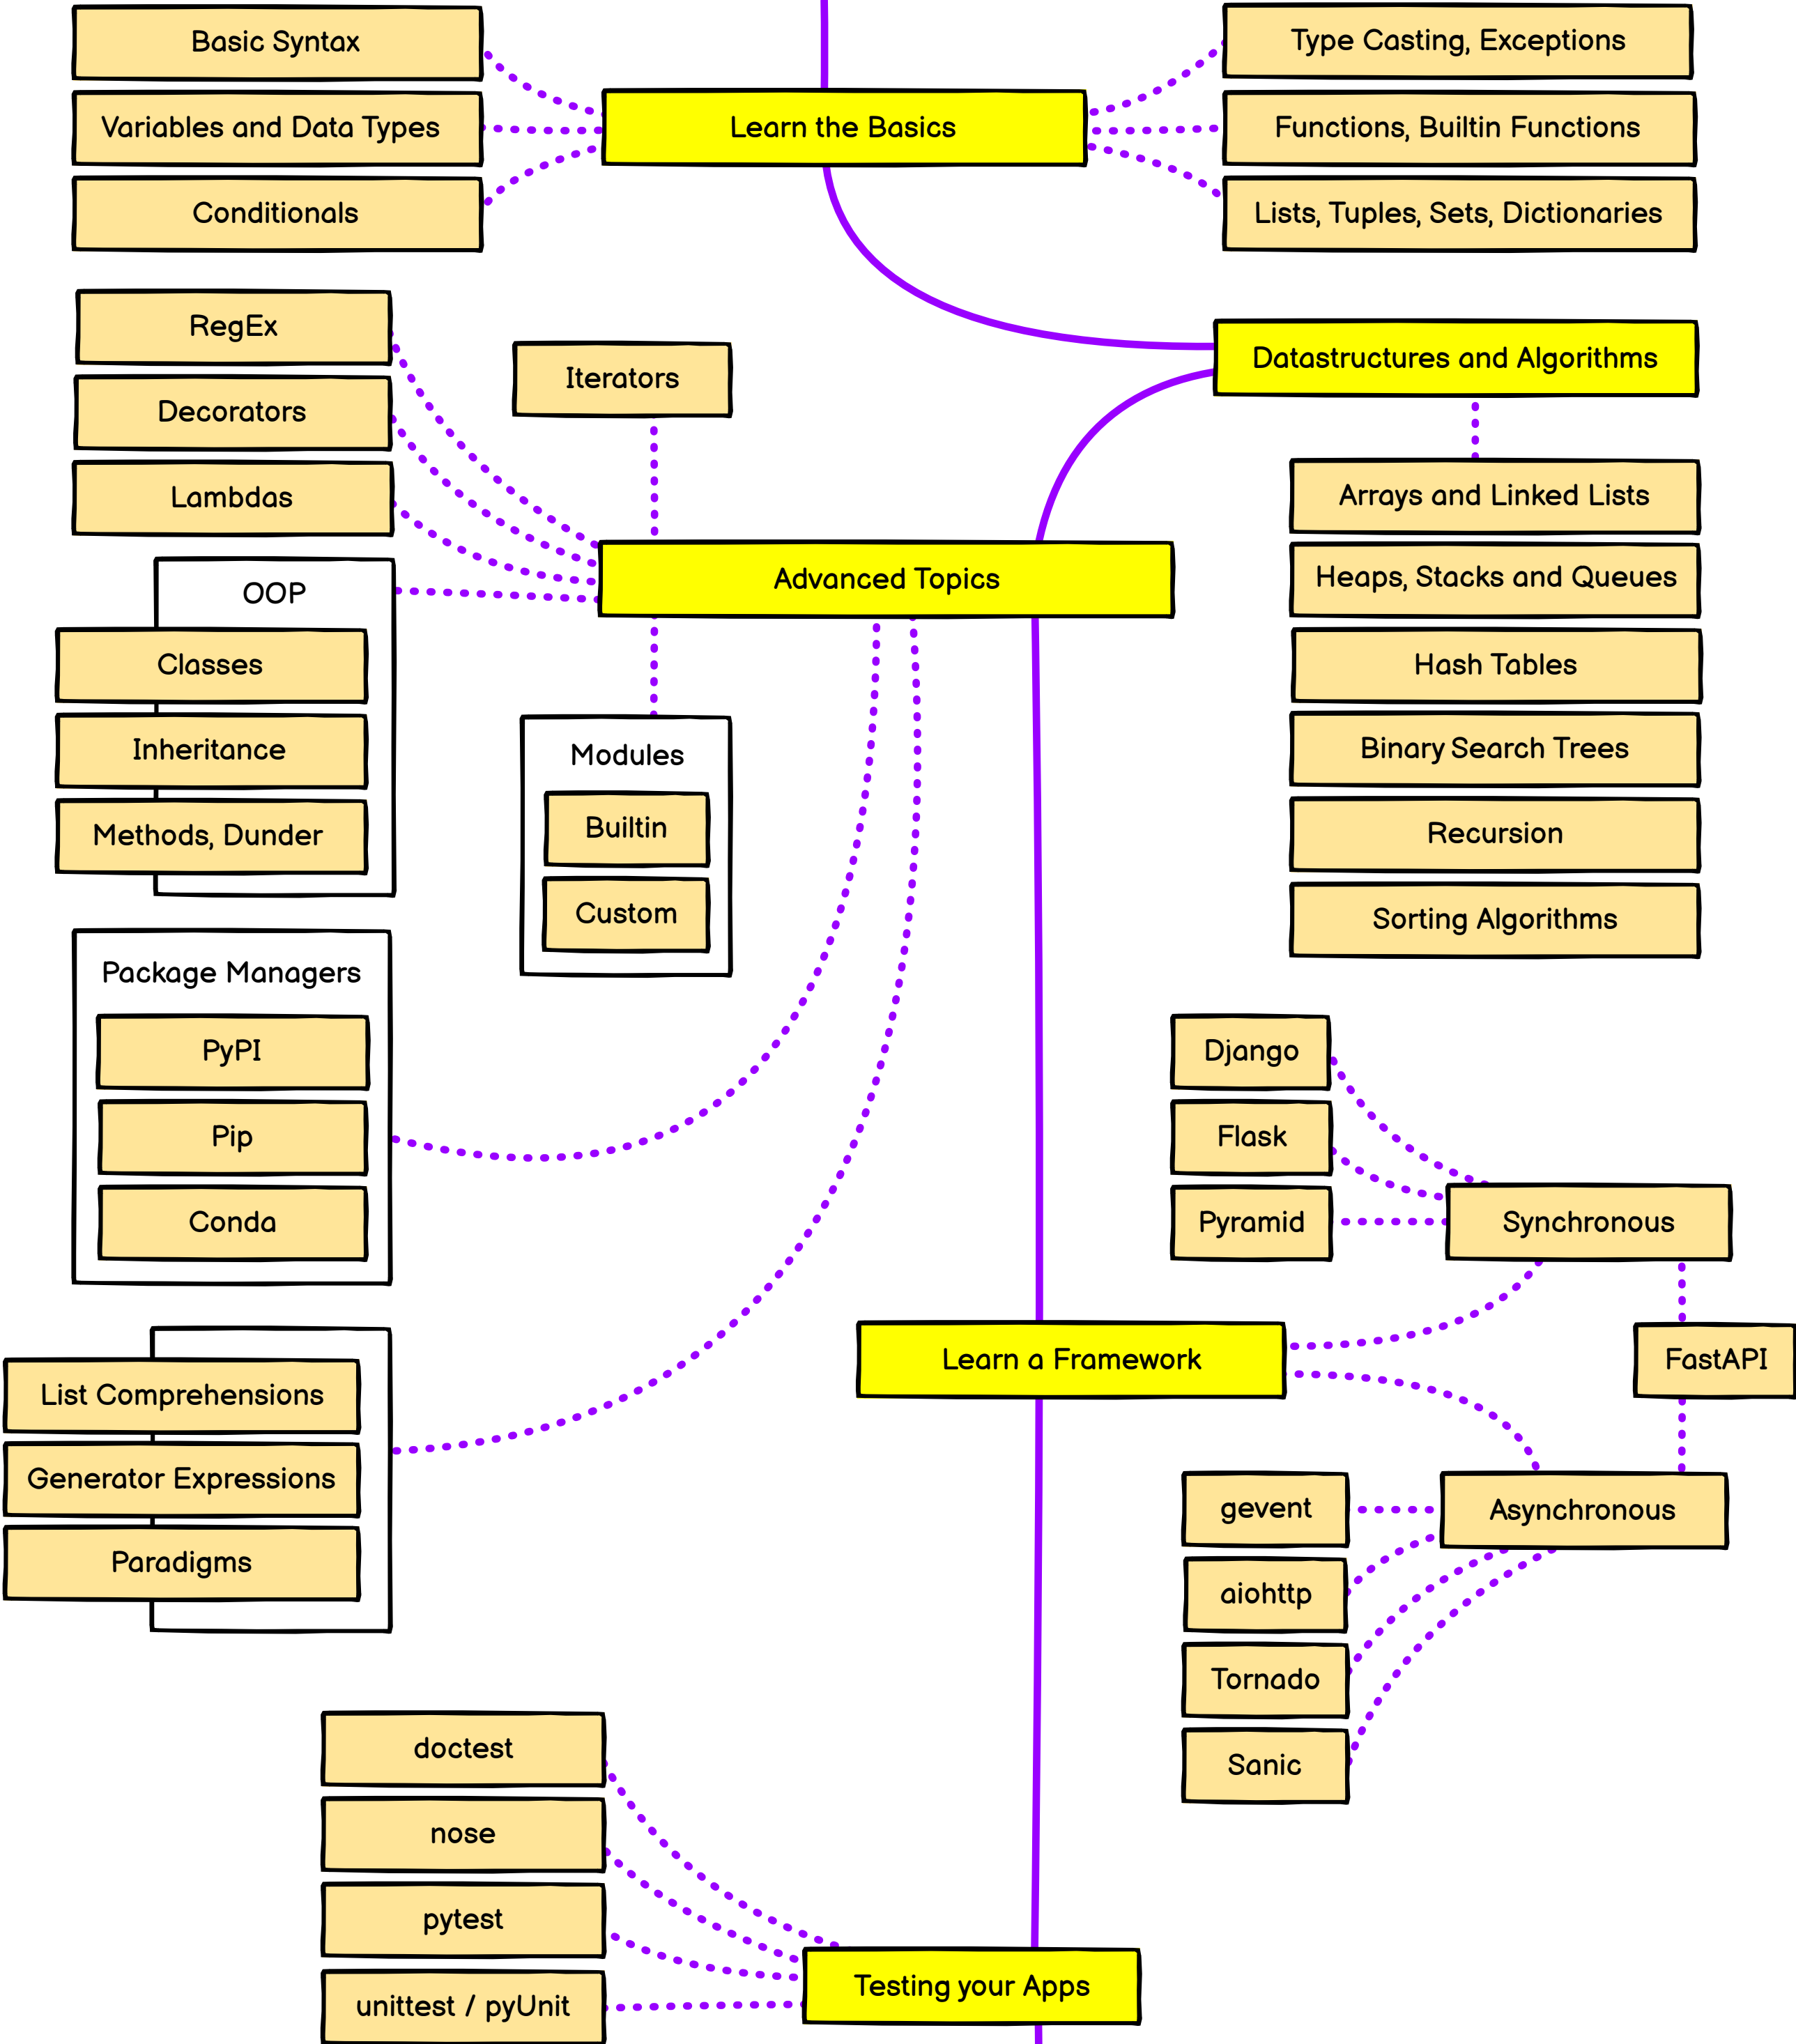 Basic Syntax
Variables and Data Types
Conditionals
Learn the Basics
Type Casting, Exceptions
Functions, Builtin Functions
Lists, Tuples, Sets, Dictionaries
Datastructures and Algorithms
Arrays and Linked Lists
Heaps, Stacks and Queues
Hash Tables
Binary Search Trees
Recursion
Sorting Algorithms
RegEx
Decorators
Lambdas
Iterators
Advanced Topics
OOP
Classes
Inheritance
Methods, Dunder
Modules
Builtin
Custom
Package Managers
PyPI
Pip
Conda
List Comprehensions
Generator Expressions
Paradigms
Django
Flask
Pyramid
Synchronous
Learn a Framework
FastAPI
Asynchronous
gevent
aiohttp
Tornado
Sanic
doctest
nose
pytest
unittest / pyUnit
Testing your Apps